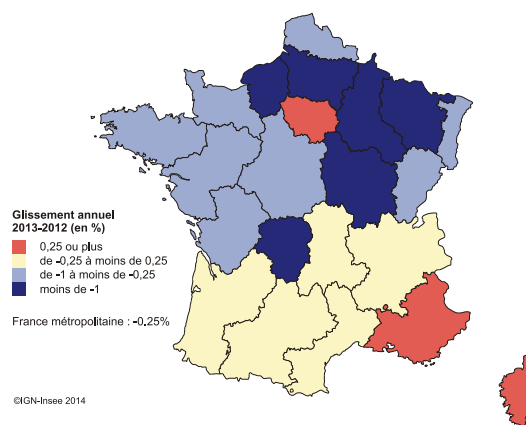 Glissement annuel
2013-2012 (en %)
0,25 ou plus
de -0,25 à moins de 0,25
de -1 à moins de -0,25
moins de -1
France métropolitaine : -0,25%
©IGN-Insee 2014